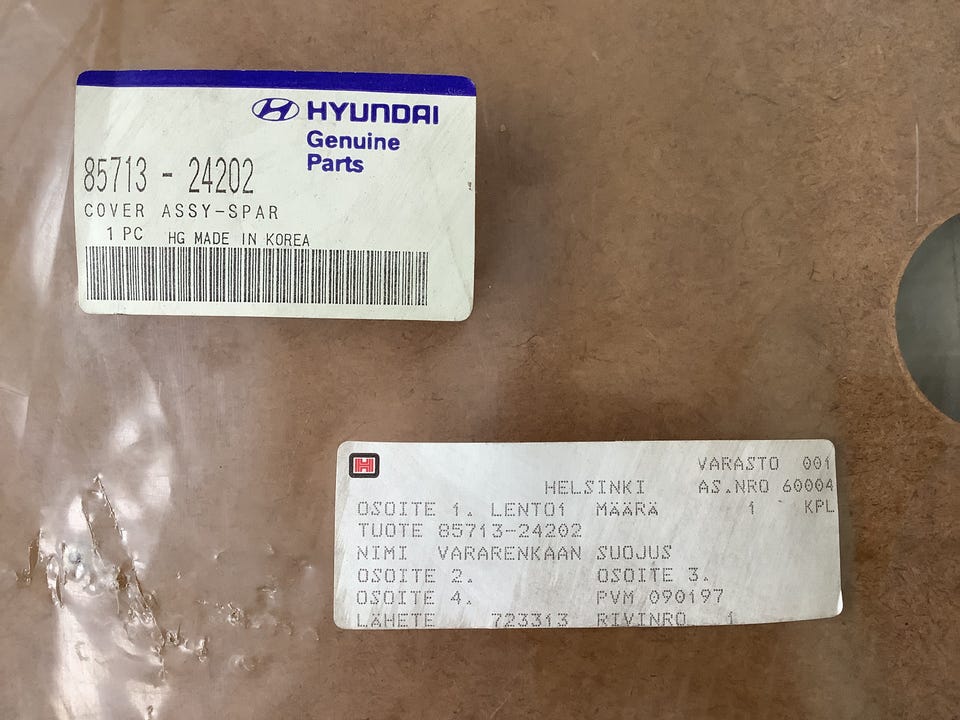 HYUNDAI
Genuine
Parts
85713 - 24202
COVER ASSY-SPAR
1 PC HG MADE IN KOREA
H VARASTO 001
HELSINKI AS.NRO 60004
OSOITE 1. LENTO1 MÄÄRÄ 1 KPL
TUOTE 85713-24202
NIMI VARARENKAAN SUOJUS
OSOITE 2. OSOITE 3.
OSOITE 4. PVM 090197
LÄHETE 723313 RIVINRO 1